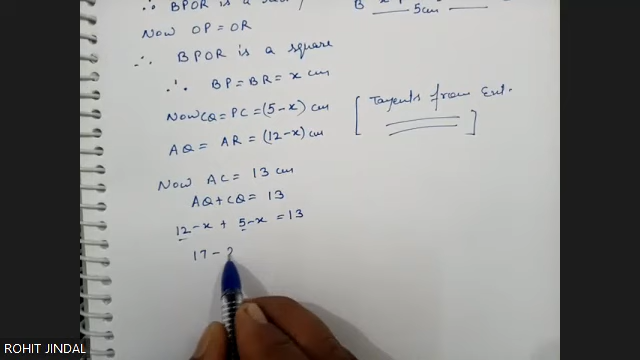 ∴ BPOR is a
B
5cm
Now OP = OR
∴ BPOR is a square
∴ BP = BR = x cm
Now CQ = PC = (5-x) cm
[ Tangents from Ext. ]
AQ = AR = (12-x) cm
Now AC = 13 cm
AQ + CQ = 13
12-x + 5-x = 13
17 -
ROHIT JINDAL